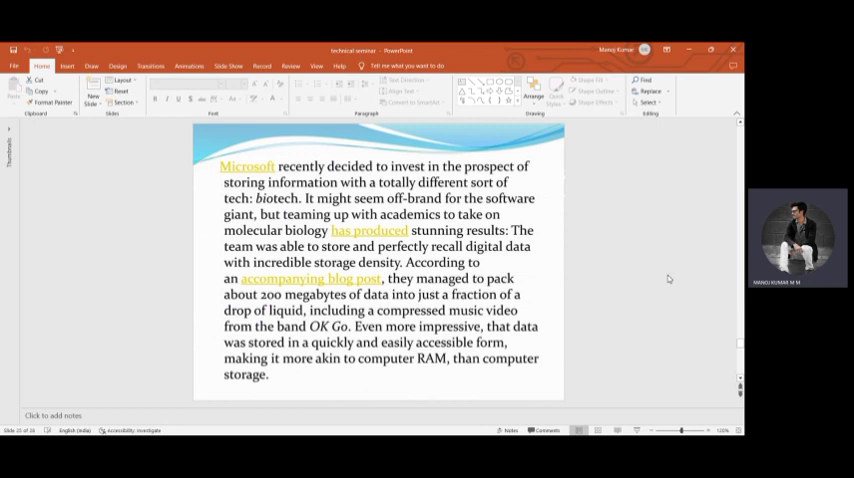 technical seminar - PowerPoint
Manoj Kumar
File Home Insert Draw Design Transitions Animations Slide Show Record Review View Help Tell me what you want to do
Cut
Copy
Format Painter
Paste
Clipboard
New Slide
Layout
Reset
Section
Slides
Font
Text Direction
Align Text
Convert to SmartArt
Paragraph
Arrange
Quick Styles
Shape Fill
Shape Outline
Shape Effects
Drawing
Find
Replace
Select
Editing
Thumbnails
Microsoft recently decided to invest in the prospect of
storing information with a totally different sort of
tech: biotech. It might seem off-brand for the software
giant, but teaming up with academics to take on
molecular biology has produced stunning results: The
team was able to store and perfectly recall digital data
with incredible storage density. According to
an accompanying blog post, they managed to pack
about 200 megabytes of data into just a fraction of a
drop of liquid, including a compressed music video
from the band OK Go. Even more impressive, that data
was stored in a quickly and easily accessible form,
making it more akin to computer RAM, than computer
storage.
MANOJ KUMAR M M
Click to add notes
Slide 25 of 26 English (India) Accessibility: Investigate Notes Comments